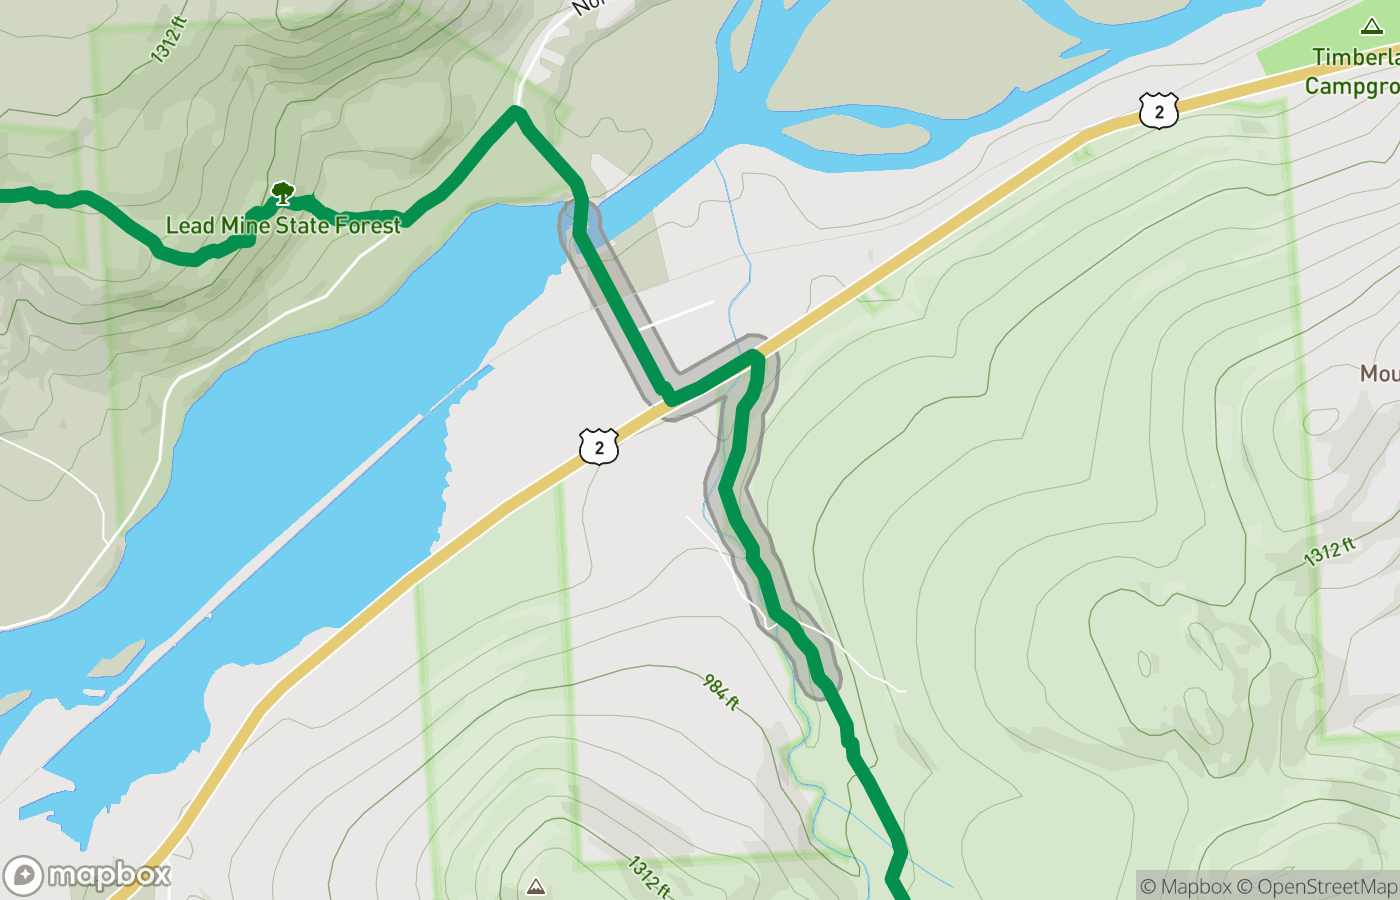 Nor
1312 ft
Timberla
Campgro
2
Lead Mine State Forest
Mou
2
1312 ft
984 ft
1312 ft
mapbox
© Mapbox © OpenStreetMap